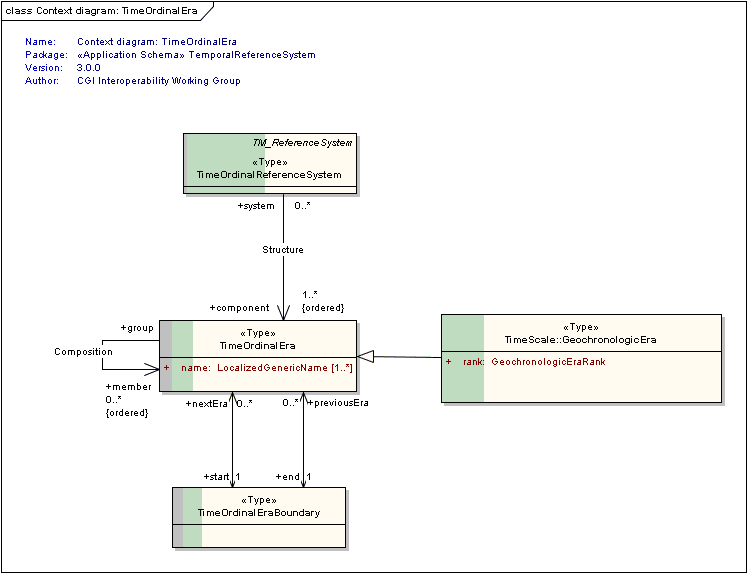 class Context diagram: TimeOrdinalEra
Name: Context diagram: TimeOrdinalEra
Package: «Application Schema» TemporalReferenceSystem
Version: 3.0.0
Author: CGI Interoperability Working Group
TM_ReferenceSystem
«Type»
TimeOrdinalReferenceSystem
+system 0..*
Structure
1..*
+component {ordered}
+group
Composition
+member
0..*
{ordered}
«Type»
TimeOrdinalEra
+ name: LocalizedGenericName [1..*]
«Type»
TimeScale::GeochronologicEra
+ rank: GeochronologicEraRank
+nextEra 0..* 0..* +previousEra
+start 1 +end 1
«Type»
TimeOrdinalEraBoundary